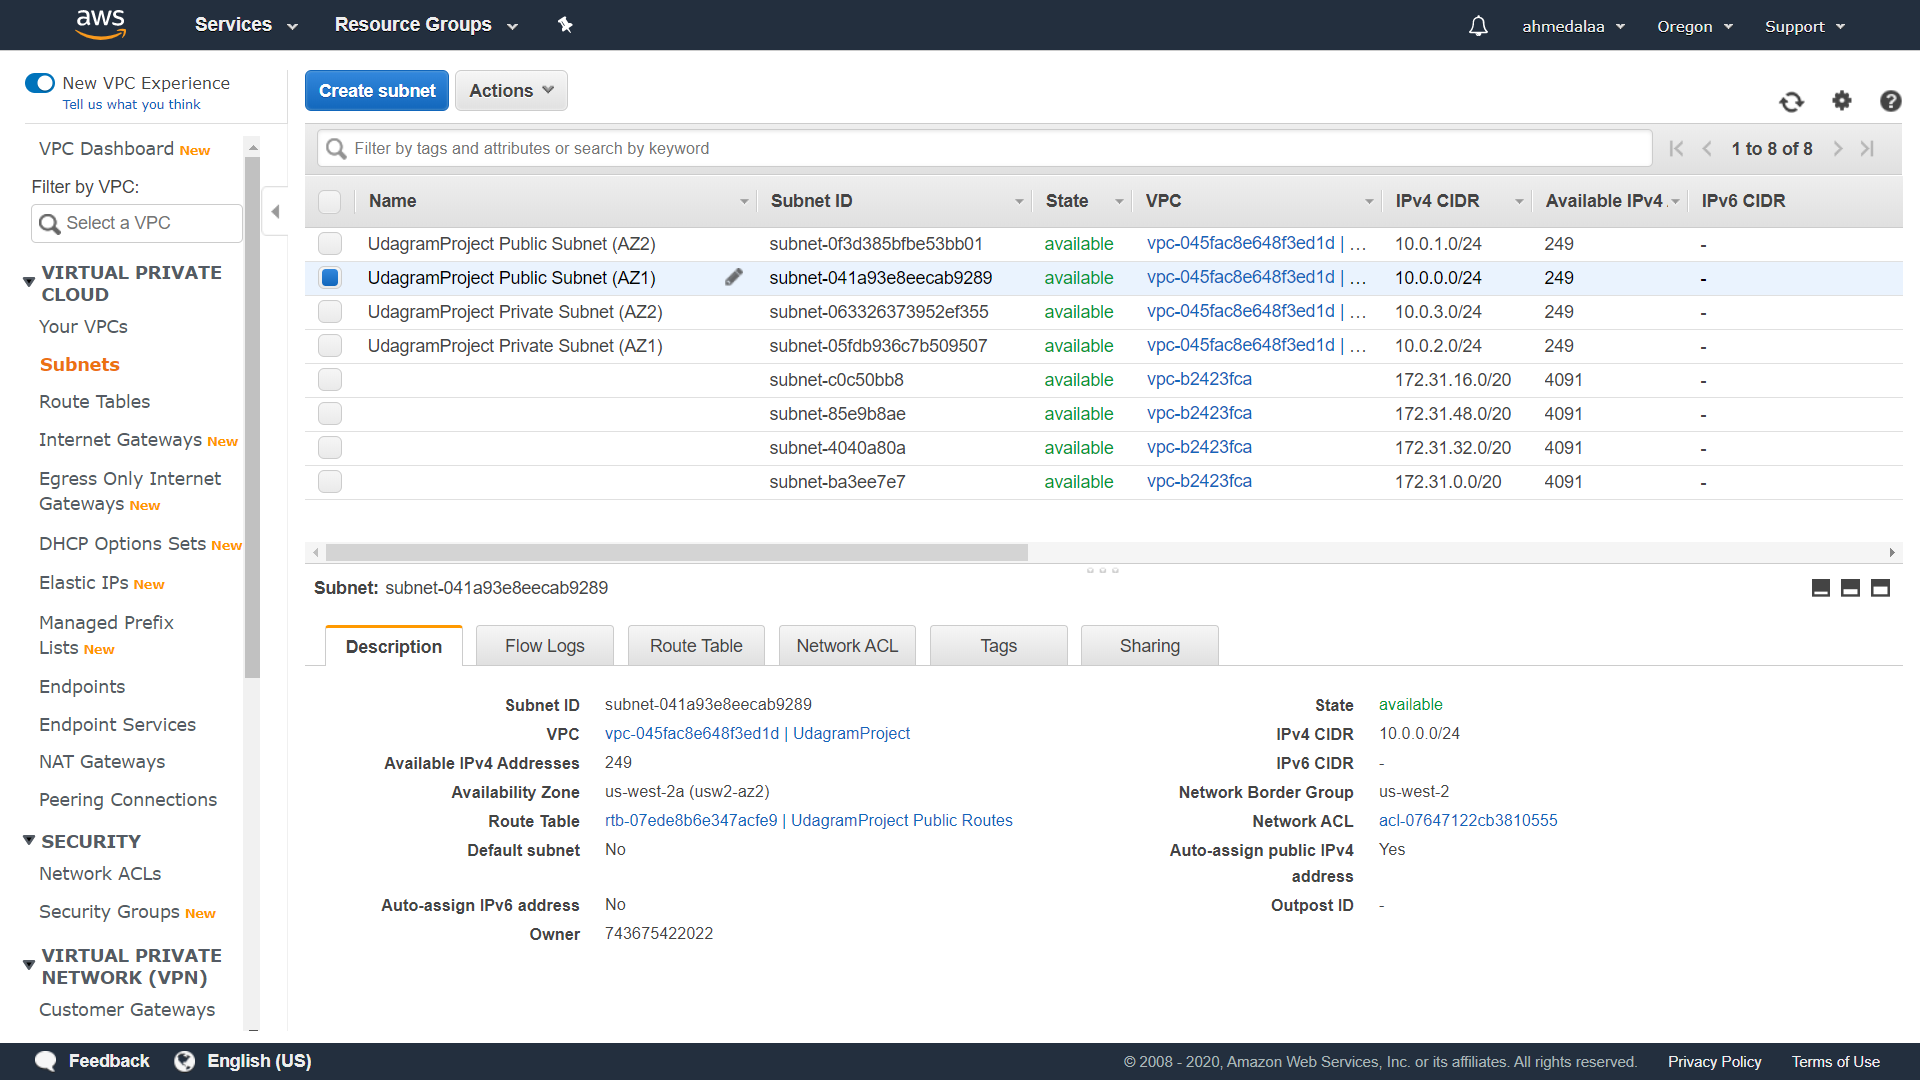 aws
Services
Resource Groups
ahmedalaa
Oregon
Support
New VPC Experience
Tell us what you think
VPC Dashboard New
Filter by VPC:
Select a VPC
VIRTUAL PRIVATE
CLOUD
Your VPCs
Subnets
Route Tables
Internet Gateways New
Egress Only Internet
Gateways New
DHCP Options Sets New
Elastic IPs New
Managed Prefix
Lists New
Endpoints
Endpoint Services
NAT Gateways
Peering Connections
SECURITY
Network ACLs
Security Groups New
VIRTUAL PRIVATE
NETWORK (VPN)
Customer Gateways
Create subnet
Actions
Filter by tags and attributes or search by keyword
1 to 8 of 8
Name Subnet ID State VPC IPv4 CIDR Available IPv4 . IPv6 CIDR
UdagramProject Public Subnet (AZ2) subnet-0f3d385bfbe53bb01 available vpc-045fac8e648f3ed1d | … 10.0.1.0/24 249 -
UdagramProject Public Subnet (AZ1) subnet-041a93e8eecab9289 available vpc-045fac8e648f3ed1d | … 10.0.0.0/24 249 -
UdagramProject Private Subnet (AZ2) subnet-063326373952ef355 available vpc-045fac8e648f3ed1d | … 10.0.3.0/24 249 -
UdagramProject Private Subnet (AZ1) subnet-05fdb936c7b509507 available vpc-045fac8e648f3ed1d | … 10.0.2.0/24 249 -
subnet-c0c50bb8 available vpc-b2423fca 172.31.16.0/20 4091 -
subnet-85e9b8ae available vpc-b2423fca 172.31.48.0/20 4091 -
subnet-4040a80a available vpc-b2423fca 172.31.32.0/20 4091 -
subnet-ba3ee7e7 available vpc-b2423fca 172.31.0.0/20 4091 -
Subnet: subnet-041a93e8eecab9289
Description Flow Logs Route Table Network ACL Tags Sharing
Subnet ID subnet-041a93e8eecab9289 State available
VPC vpc-045fac8e648f3ed1d | UdagramProject IPv4 CIDR 10.0.0.0/24
Available IPv4 Addresses 249 IPv6 CIDR -
Availability Zone us-west-2a (usw2-az2) Network Border Group us-west-2
Route Table rtb-07ede8b6e347acfe9 | UdagramProject Public Routes Network ACL acl-07647122cb3810555
Default subnet No Auto-assign public IPv4 Yes
address
Auto-assign IPv6 address No Outpost ID -
Owner 743675422022
Feedback
English (US)
© 2008 - 2020, Amazon Web Services, Inc. or its affiliates. All rights reserved.
Privacy Policy
Terms of Use